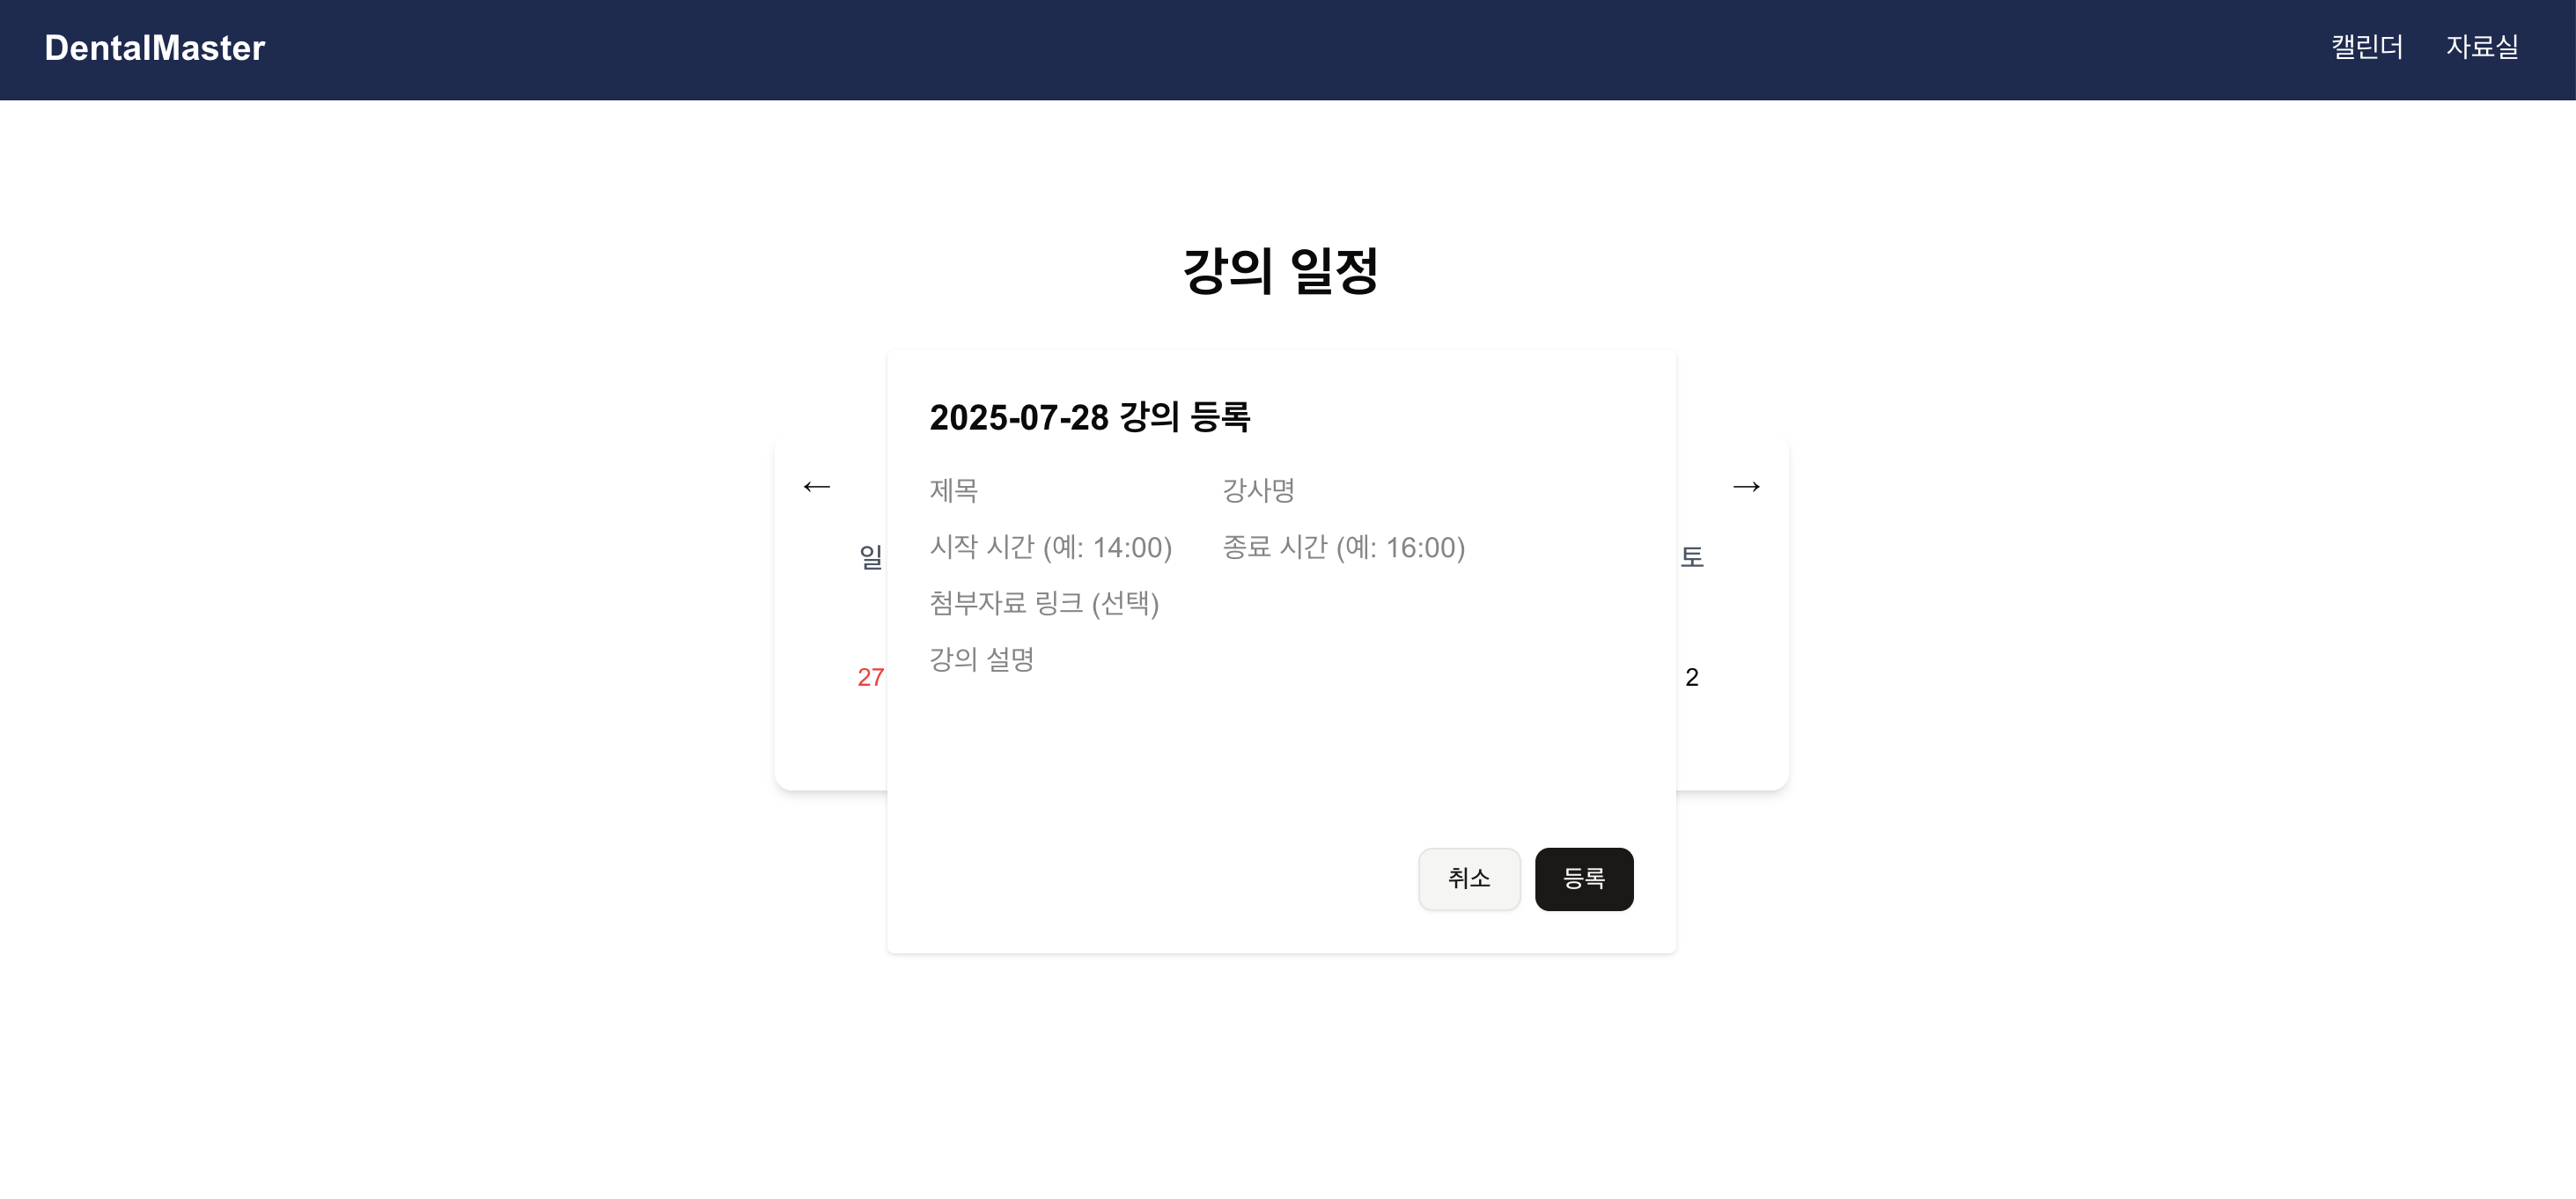 DentalMaster
캘린더 자료실
강의 일정
2025-07-28 강의 등록
← →
제목 강사명
일 시작 시간 (예: 14:00) 종료 시간 (예: 16:00) 토
첨부자료 링크 (선택)
강의 설명
27 2
취소 등록